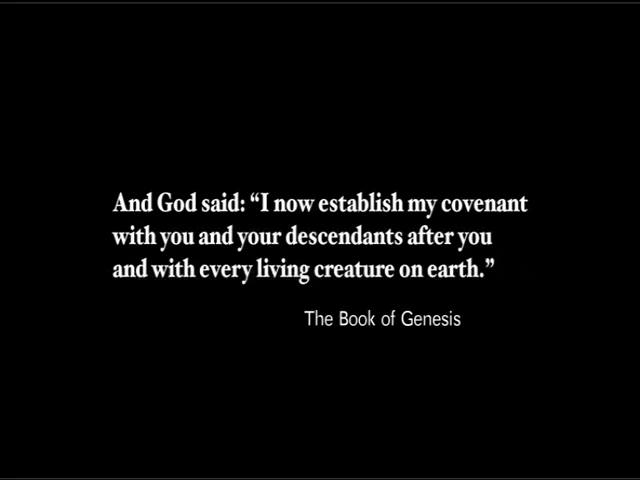 And God said: “I now establish my covenant
with you and your descendants after you
and with every living creature on earth.”
The Book of Genesis